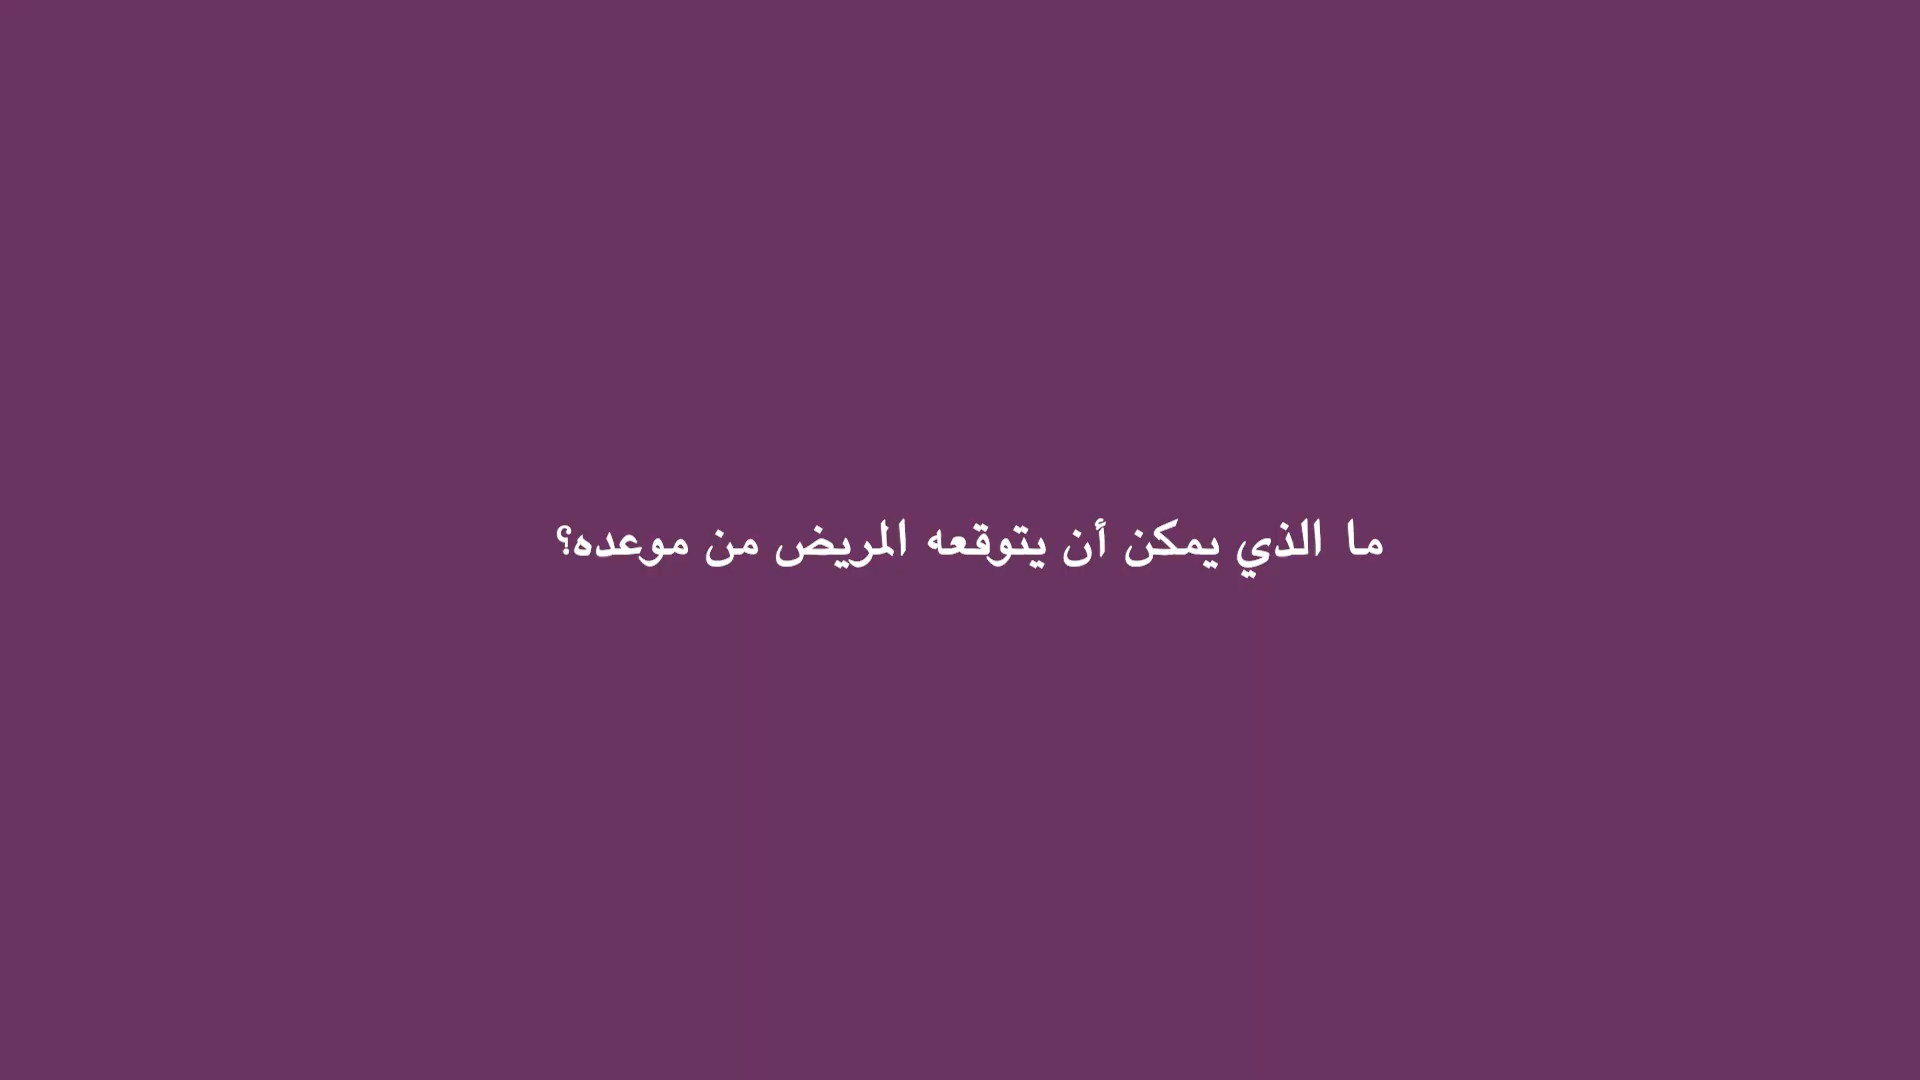 ما الذي يمكن أن يتوقعه المريض من موعده؟